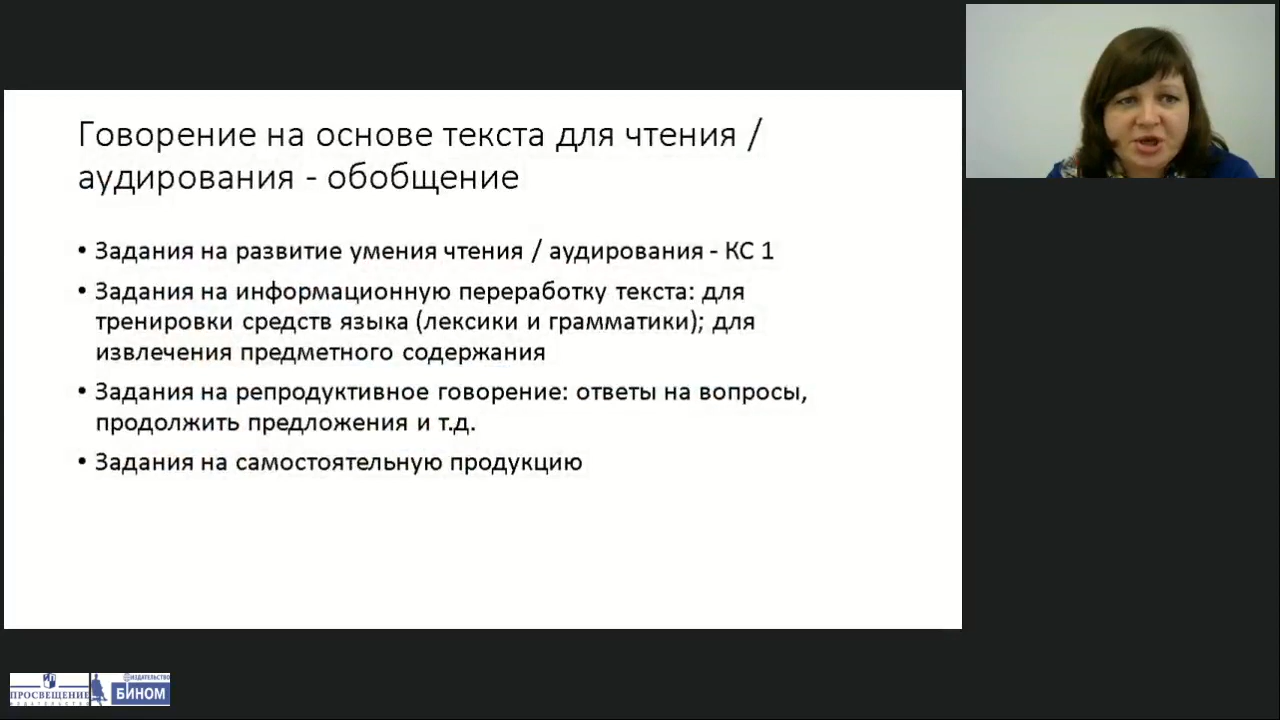 Говорение на основе текста для чтения /
аудирования - обобщение
• Задания на развитие умения чтения / аудирования - КС 1
• Задания на информационную переработку текста: для
тренировки средств языка (лексики и грамматики); для
извлечения предметного содержания
• Задания на репродуктивное говорение: ответы на вопросы,
продолжить предложения и т.д.
• Задания на самостоятельную продукцию
ПРОСВЕЩЕНИЕ
ИЗДАТЕЛЬСТВО
ИЗДАТЕЛЬСТВО
БИНОМ